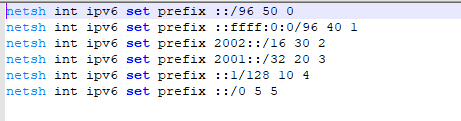 netsh int ipv6 set prefix ::/96 50 0
netsh int ipv6 set prefix ::ffff:0:0/96 40 1
netsh int ipv6 set prefix 2002::/16 30 2
netsh int ipv6 set prefix 2001::/32 20 3
netsh int ipv6 set prefix ::1/128 10 4
netsh int ipv6 set prefix ::/0 5 5